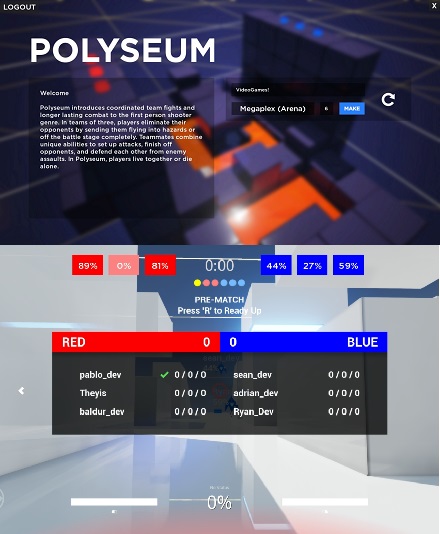 LOGOUT
X
POLYSEUM
Welcome
Polyseum introduces coordinated team fights and
longer lasting combat to the first person shooter
genre. In teams of three, players eliminate their
opponents by sending them flying into hazards or
off the battle stage completely. Teammates combine
unique abilities to set up attacks, finish off
opponents, and defend each other from enemy
assaults. In Polyseum, players live together or die
alone.
VideoGames!
Megaplex (Arena) 6 MAKE
89% 0% 81% 0:00 44% 27% 59%
PRE-MATCH
Press 'R' to Ready Up
RED 0 0 BLUE
pablo_dev 0 / 0 / 0 sean_dev 0 / 0 / 0
Theyis 0 / 0 / 0 adrian_dev 0 / 0 / 0
baldur_dev 0 / 0 / 0 Ryan_Dev 0 / 0 / 0
0%